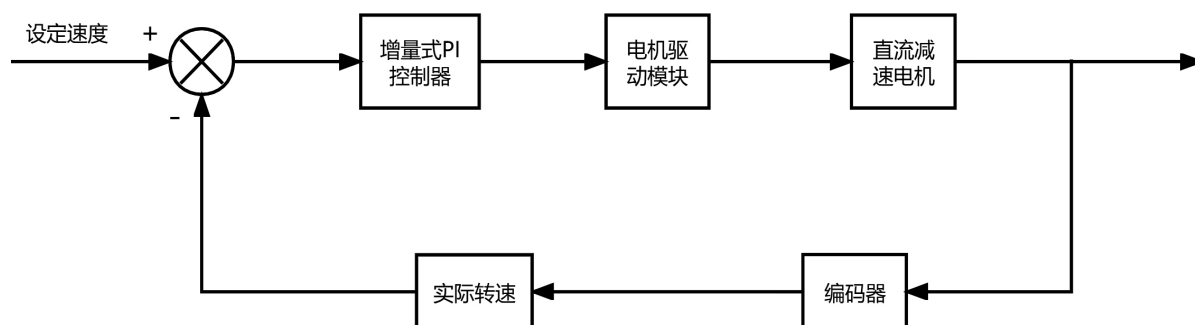 设定速度
+
增量式PI
控制器
电机驱
动模块
直流减
速电机
-
实际转速
编码器